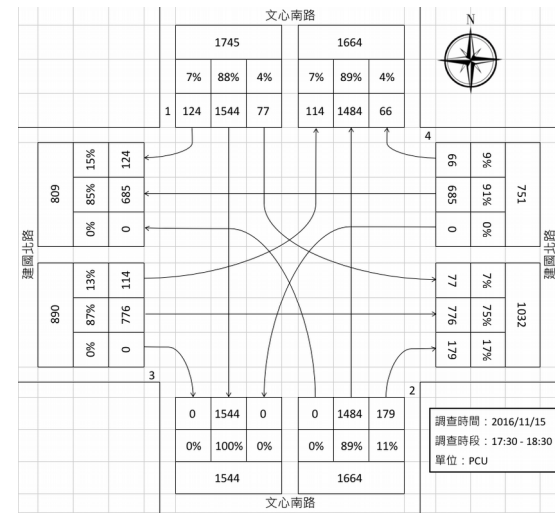 文心南路
N
1745 1664
7% 88% 4% 7% 89% 4%
1 124 1544 77 114 1484 66
4
809 15% 124 66 9% 751
85% 685 685 91%
0% 0 0 0%
建國北路 建國北路
890 13% 114 77 7% 1032
87% 776 776 75%
0% 0 179 17%
3 2
0 1544 0 0 1484 179
0% 100% 0% 0% 89% 11%
1544 1664
文心南路
調查時間：2016/11/15
調查時段：17:30 - 18:30
單位：PCU